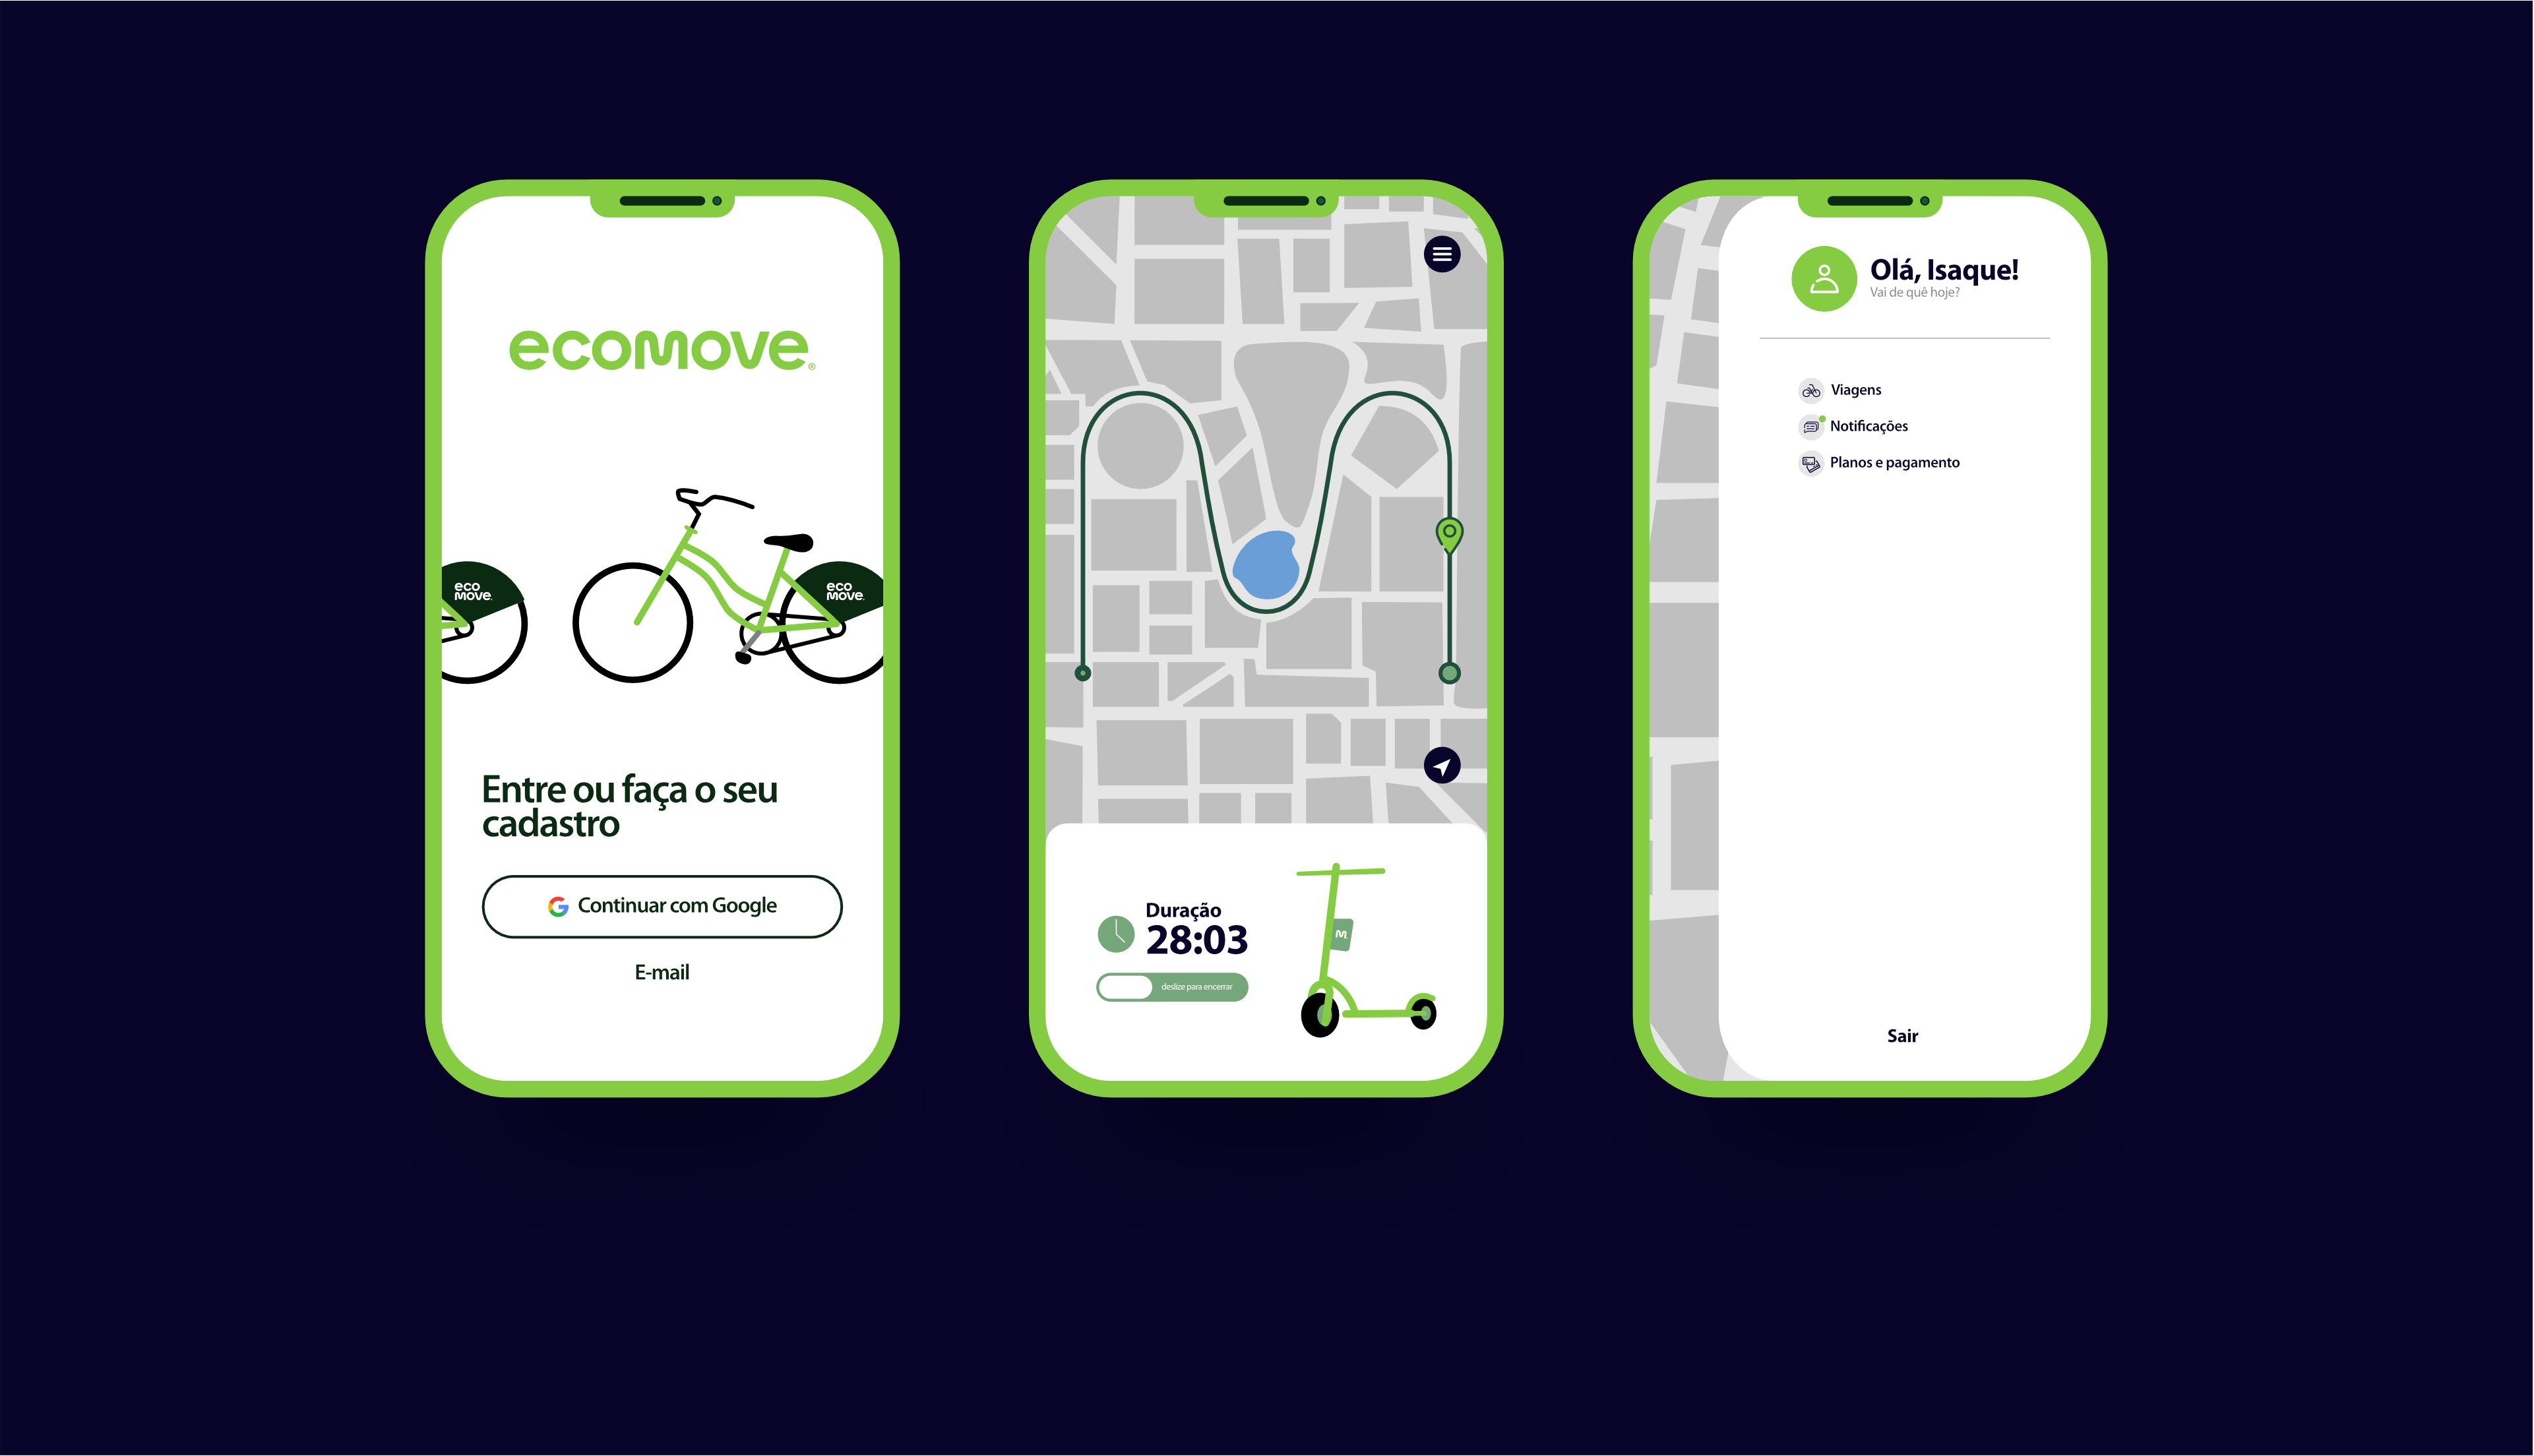 ecomove®
eco
move.
eco
move.
Entre ou faça o seu
cadastro
Continuar com Google
E-mail
Duração
28:03
deslize para encerrar
m
Olá, Isaque!
Vai de quê hoje?
Viagens
Notificações
Planos e pagamento
Sair